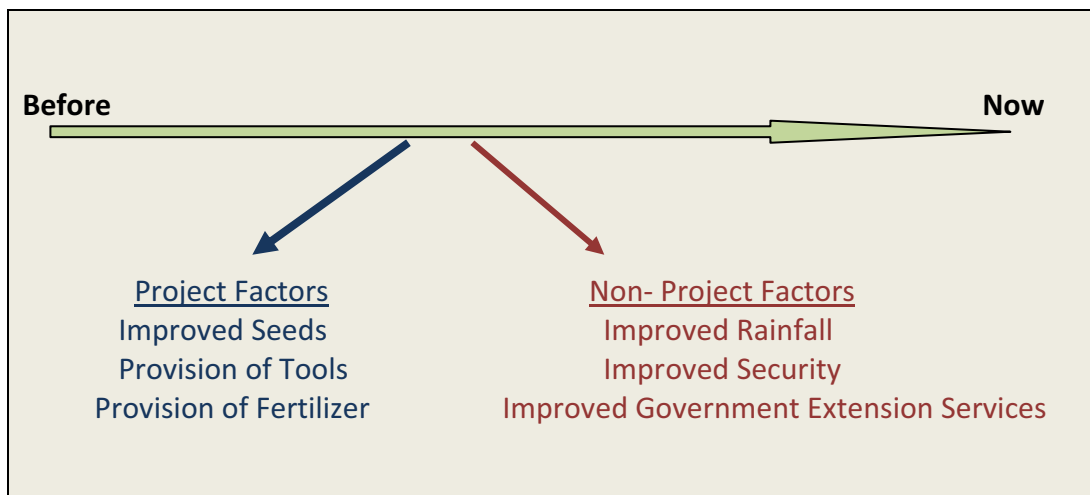 Before
Now
Project Factors
Improved Seeds
Provision of Tools
Provision of Fertilizer
Non- Project Factors
Improved Rainfall
Improved Security
Improved Government Extension Services